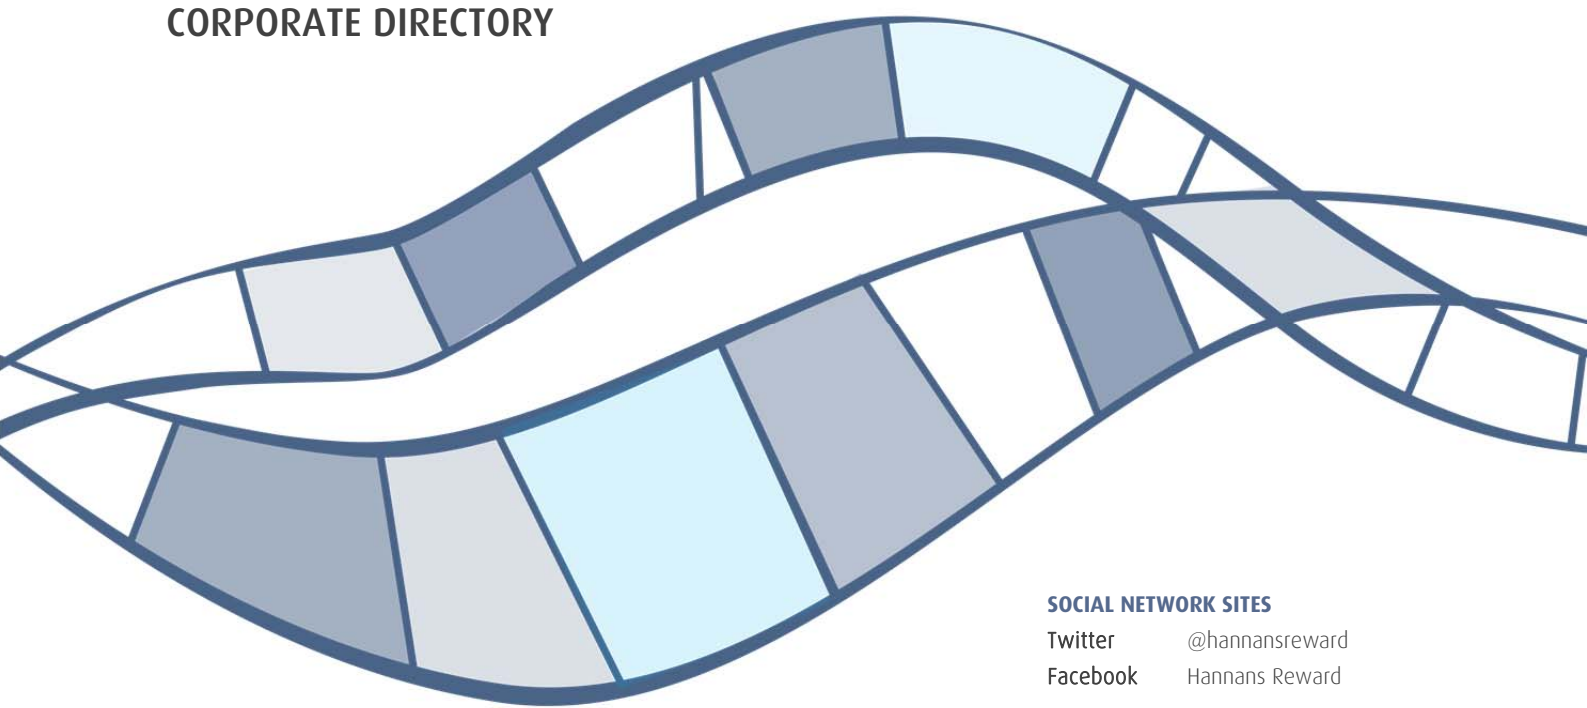 CORPORATE DIRECTORY
SOCIAL NETWORK SITES
Twitter @hannansreward
Facebook Hannans Reward